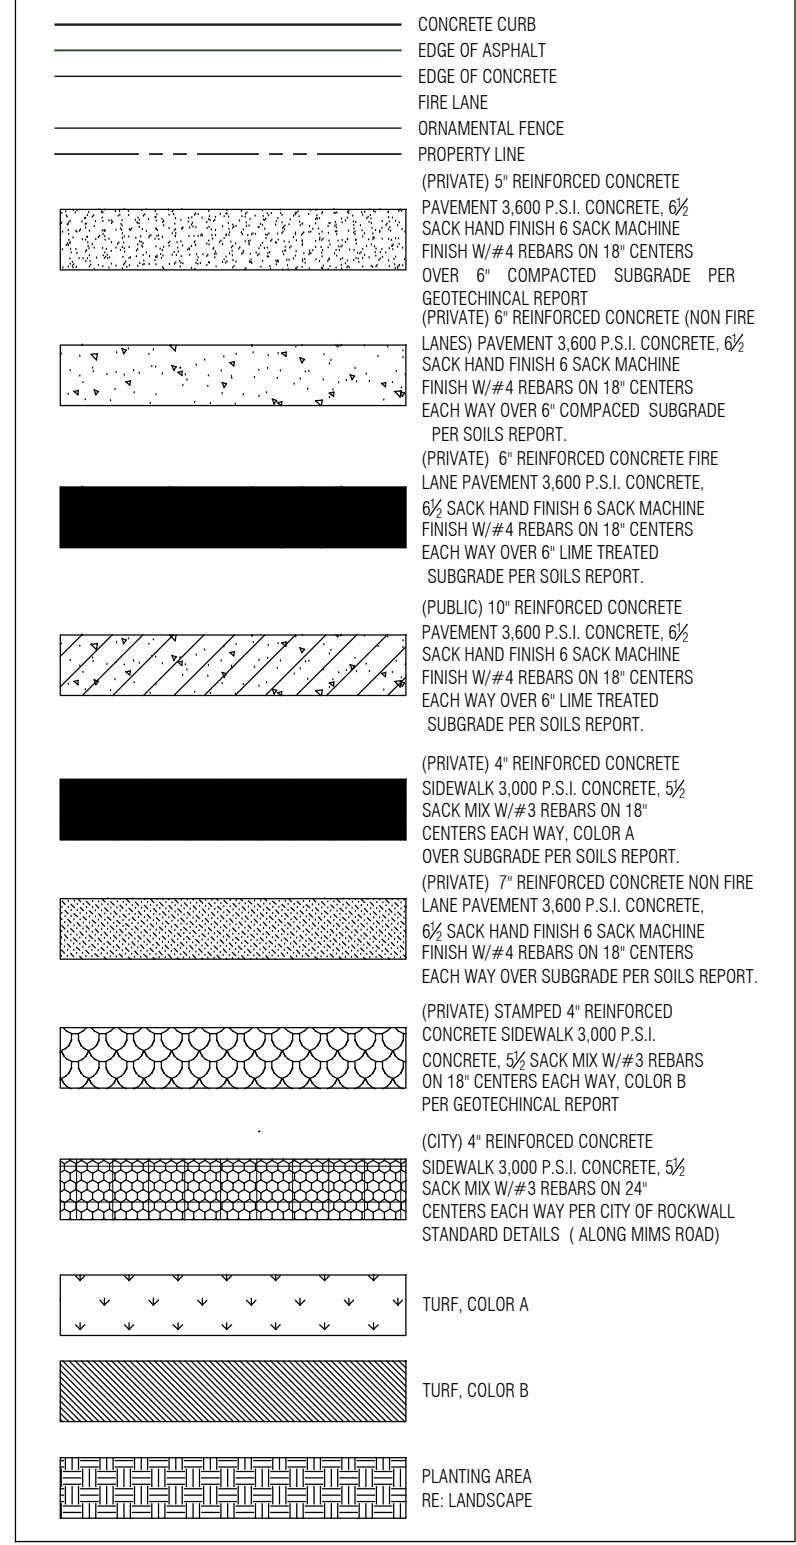 CONCRETE CURB
EDGE OF ASPHALT
EDGE OF CONCRETE
FIRE LANE
ORNAMENTAL FENCE
PROPERTY LINE
(PRIVATE) 5" REINFORCED CONCRETE
PAVEMENT 3,600 P.S.I. CONCRETE, 6½
SACK HAND FINISH 6 SACK MACHINE
FINISH W/#4 REBARS ON 18" CENTERS
OVER 6" COMPACTED SUBGRADE PER
GEOTECHINCAL REPORT
(PRIVATE) 6" REINFORCED CONCRETE (NON FIRE
LANES) PAVEMENT 3,600 P.S.I. CONCRETE, 6½
SACK HAND FINISH 6 SACK MACHINE
FINISH W/#4 REBARS ON 18" CENTERS
EACH WAY OVER 6" COMPACED SUBGRADE
PER SOILS REPORT.
(PRIVATE) 6" REINFORCED CONCRETE FIRE
LANE PAVEMENT 3,600 P.S.I. CONCRETE,
6½ SACK HAND FINISH 6 SACK MACHINE
FINISH W/#4 REBARS ON 18" CENTERS
EACH WAY OVER 6" LIME TREATED
SUBGRADE PER SOILS REPORT.
(PUBLIC) 10" REINFORCED CONCRETE
PAVEMENT 3,600 P.S.I. CONCRETE, 6½
SACK HAND FINISH 6 SACK MACHINE
FINISH W/#4 REBARS ON 18" CENTERS
EACH WAY OVER 6" LIME TREATED
SUBGRADE PER SOILS REPORT.
(PRIVATE) 4" REINFORCED CONCRETE
SIDEWALK 3,000 P.S.I. CONCRETE, 5½
SACK MIX W/#3 REBARS ON 18"
CENTERS EACH WAY, COLOR A
OVER SUBGRADE PER SOILS REPORT.
(PRIVATE) 7" REINFORCED CONCRETE NON FIRE
LANE PAVEMENT 3,600 P.S.I. CONCRETE,
6½ SACK HAND FINISH 6 SACK MACHINE
FINISH W/#4 REBARS ON 18" CENTERS
EACH WAY OVER SUBGRADE PER SOILS REPORT.
(PRIVATE) STAMPED 4" REINFORCED
CONCRETE SIDEWALK 3,000 P.S.I.
CONCRETE, 5½ SACK MIX W/#3 REBARS
ON 18" CENTERS EACH WAY, COLOR B
PER GEOTECHINCAL REPORT
(CITY) 4" REINFORCED CONCRETE
SIDEWALK 3,000 P.S.I. CONCRETE, 5½
SACK MIX W/#3 REBARS ON 24"
CENTERS EACH WAY PER CITY OF ROCKWALL
STANDARD DETAILS ( ALONG MIMS ROAD)
TURF, COLOR A
TURF, COLOR B
PLANTING AREA
RE: LANDSCAPE